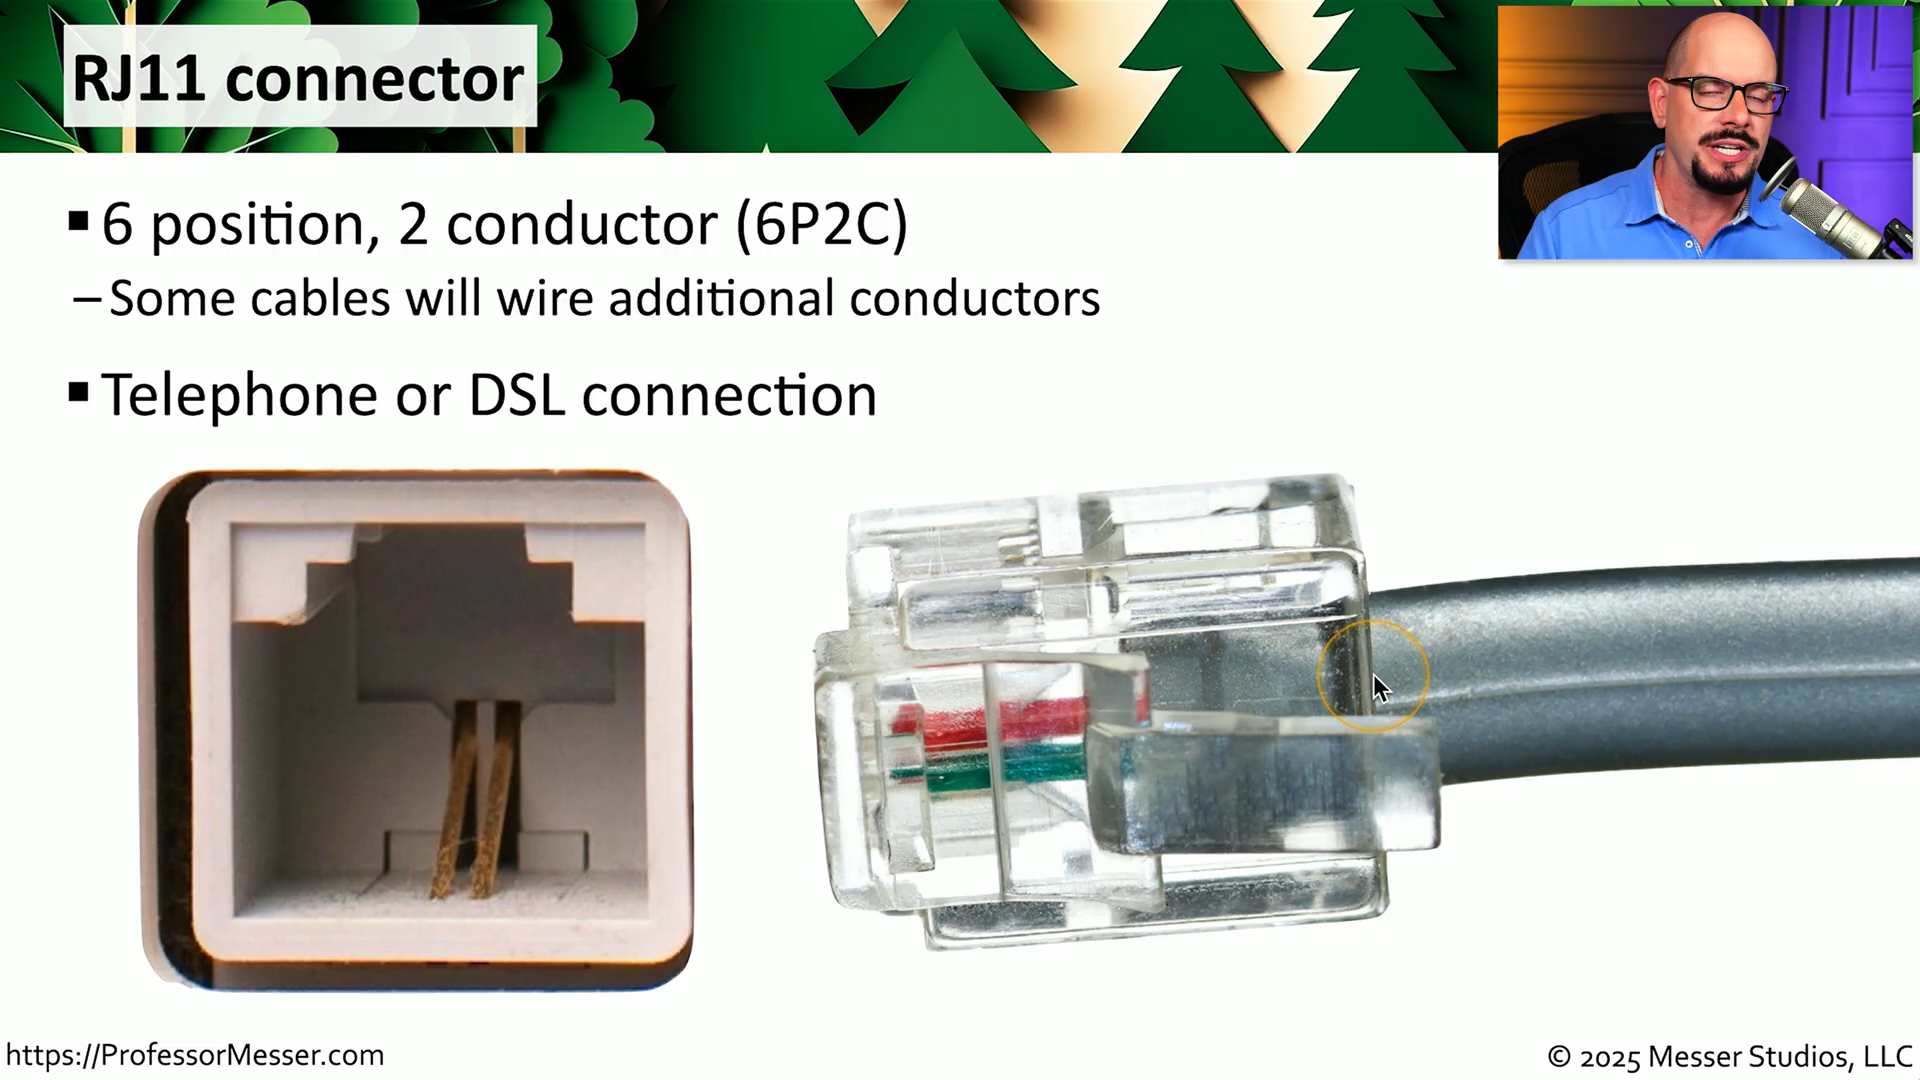 RJ11 connector
▪ 6 position, 2 conductor (6P2C)
– Some cables will wire additional conductors
▪ Telephone or DSL connection
https://ProfessorMesser.com
© 2025 Messer Studios, LLC